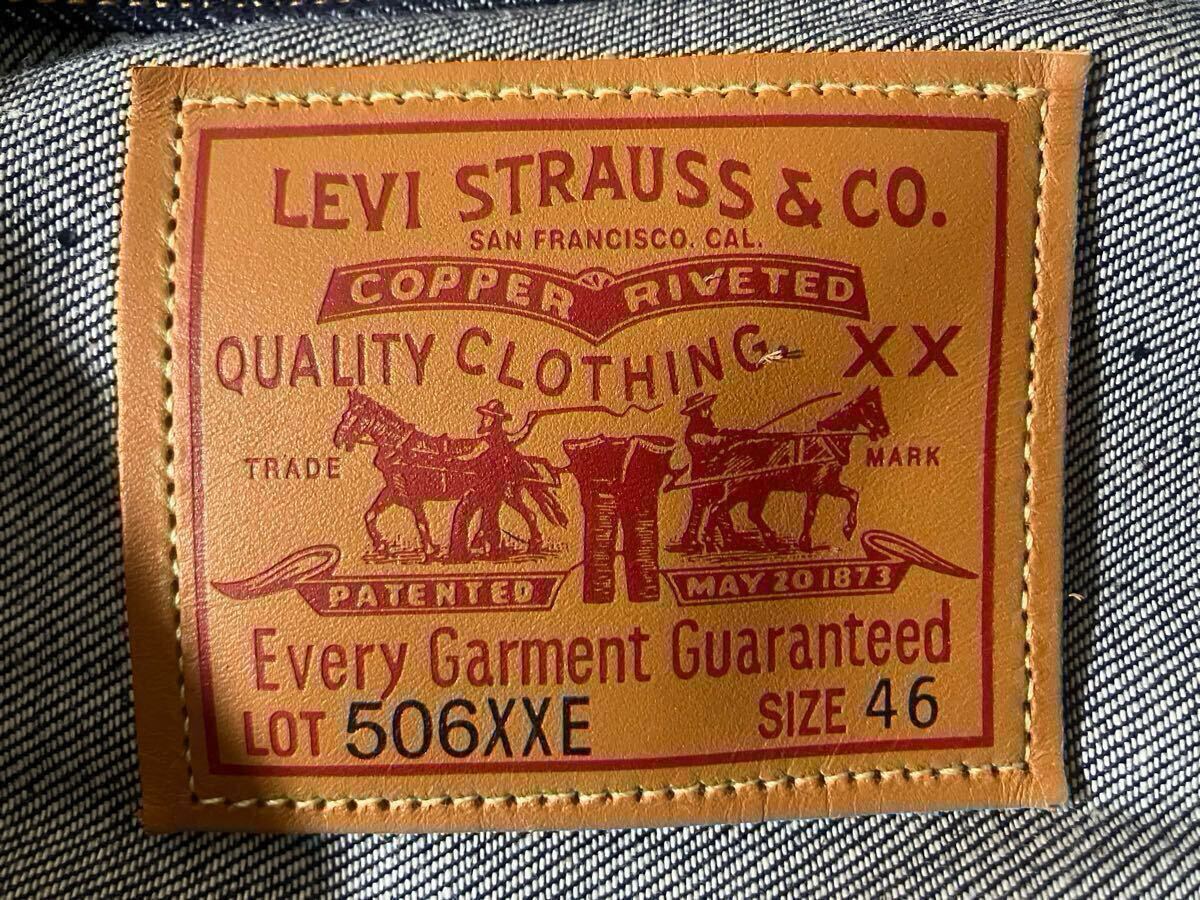 LEVI STRAUSS & CO.
SAN FRANCISCO. CAL.
COPPER RIVETED
QUALITY CLOTHING XX
TRADE MARK
PATENTED MAY 20 1873
Every Garment Guaranteed
LOT 506XXE SIZE 46